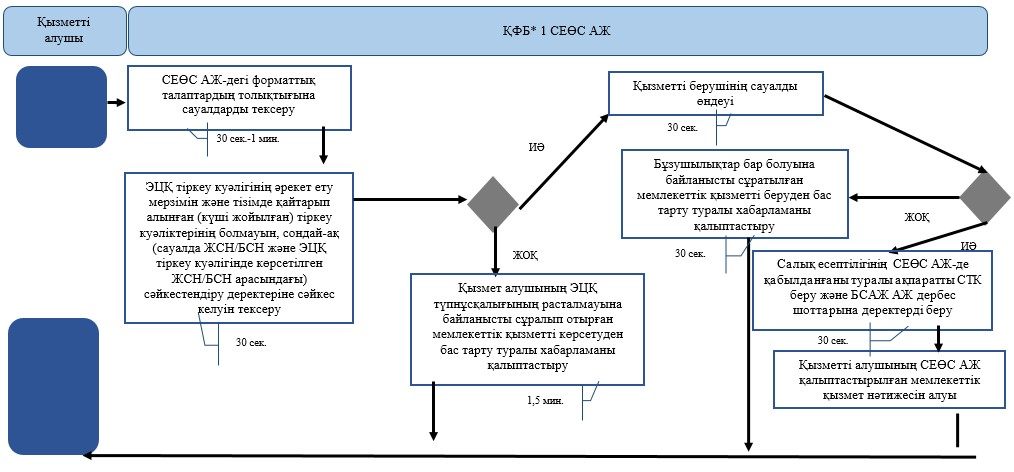 Қызметті
алушы
ҚФБ* 1 СЕӨС АЖ
СЕӨС АЖ-дегі форматтық
талаптардың толықтығына
сауалдарды тексеру
30 сек.-1 мин.
ЭЦҚ тіркеу куәлігінің әрекет ету
мерзімін және тізімде қайтарып
алынған (күші жойылған) тіркеу
куәліктерінің болмауын, сондай-ақ
(сауалда ЖСН/БСН және ЭЦҚ
тіркеу куәлігінде көрсетілген
ЖСН/БСН арасындағы)
сәйкестендіру деректеріне сәйкес
келуін тексеру
30 сек.
ИӘ
ЖОҚ
Қызмет алушының ЭЦҚ
түпнұсқалығының расталмауына
байланысты сұралып отырған
мемлекеттік қызметті көрсетуден
бас тарту туралы хабарламаны
қалыптастыру
1,5 мин.
Қызметті берушінің сауалды
өңдеуі
30 сек.
Бұзушылықтар бар болуына
байланысты сұратылған
мемлекеттік қызметті беруден бас
тарту туралы хабарламаны
қалыптастыру
30 сек.
ЖОҚ
ИӘ
Салық есептілігінің СЕӨС АЖ-де
қабылданғаны туралы ақпаратты СТК
беру және БСАЖ АЖ дербес
шоттарына деректерді беру
30 сек.
Қызметті алушының СЕӨС АЖ
қалыптастырылған мемлекеттік
қызмет нәтижесін алуы